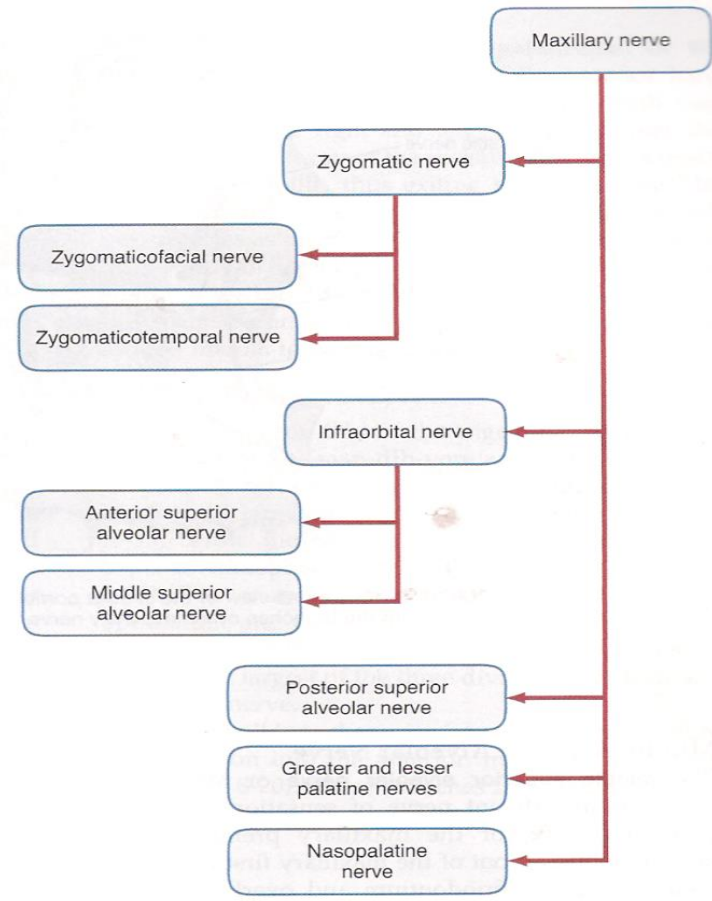 Maxillary nerve
Zygomatic nerve
Zygomaticofacial nerve
Zygomaticotemporal nerve
Infraorbital nerve
Anterior superior
alveolar nerve
Middle superior
alveolar nerve
Posterior superior
alveolar nerve
Greater and lesser
palatine nerves
Nasopalatine
nerve